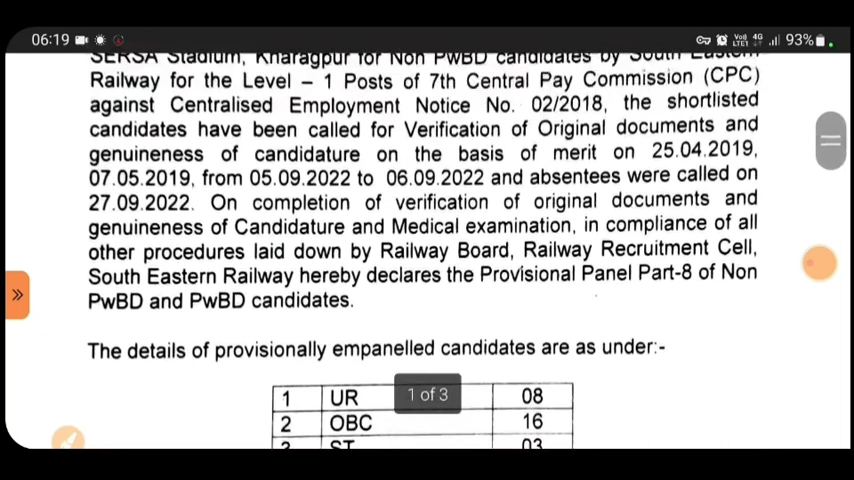 06:19 VoD LTE1 4G 93%
SERSA Stadium, Kharagpur for Non PwBD candidates by South Eastern
Railway for the Level – 1 Posts of 7th Central Pay Commission (CPC)
against Centralised Employment Notice No. 02/2018, the shortlisted
candidates have been called for Verification of Original documents and
genuineness of candidature on the basis of merit on 25.04.2019,
07.05.2019, from 05.09.2022 to 06.09.2022 and absentees were called on
27.09.2022. On completion of verification of original documents and
genuineness of Candidature and Medical examination, in compliance of all
other procedures laid down by Railway Board, Railway Recruitment Cell,
South Eastern Railway hereby declares the Provisional Panel Part-8 of Non
PwBD and PwBD candidates.
The details of provisionally empanelled candidates are as under:-
1 UR 08
1 of 3
2 OBC 16
3 ST 03